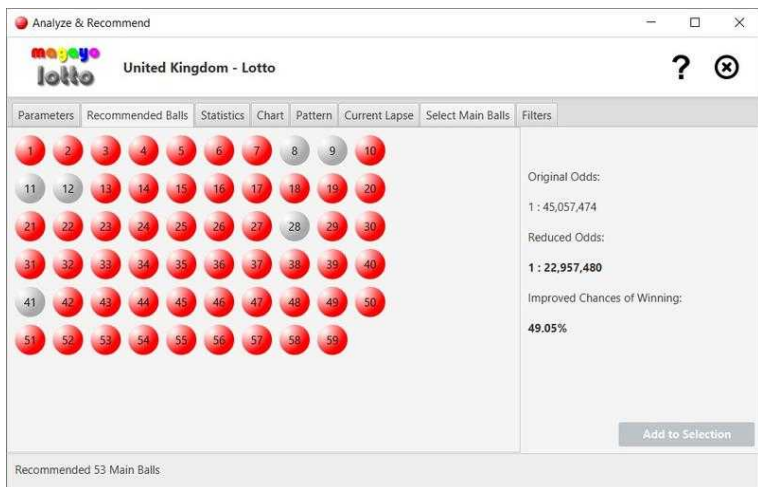 Analyze & Recommend
magayo
lotto
United Kingdom - Lotto
?
Parameters Recommended Balls Statistics Chart Pattern Current Lapse Select Main Balls Filters
1 2 3 4 5 6 7 8 9 10
11 12 13 14 15 16 17 18 19 20
21 22 23 24 25 26 27 28 29 30
31 32 33 34 35 36 37 38 39 40
41 42 43 44 45 46 47 48 49 50
51 52 53 54 55 56 57 58 59
Original Odds:
1 : 45,057,474
Reduced Odds:
1 : 22,957,480
Improved Chances of Winning:
49.05%
Add to Selection
Recommended 53 Main Balls